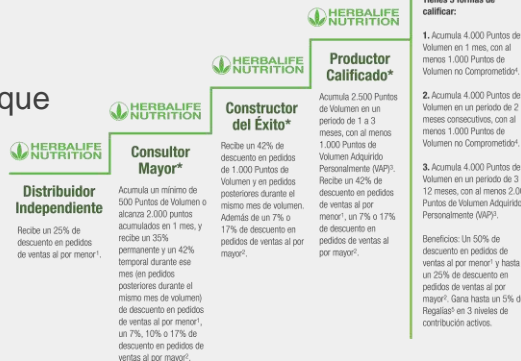 que
HERBALIFE
NUTRITION
Distribuidor
Independiente
Recibe un 25% de
descuento en pedidos
de ventas al por menor¹.
HERBALIFE
NUTRITION
Consultor
Mayor*
Acumula un mínimo de
500 Puntos de Volumen o
alcanza 2.000 puntos
acumulados en 1 mes, y
recibe un 35%
permanente y un 42%
temporal durante ese
mes (en pedidos
posteriores durante el
mismo mes de volumen)
de descuento en pedidos
de ventas al por menor¹,
un 7%, 10% o 17% de
descuento en pedidos de
ventas al por mayor².
HERBALIFE
NUTRITION
Constructor
del Éxito*
Recibe un 42% de
descuento en pedidos
de 1.000 Puntos de
Volumen y en pedidos
posteriores durante el
mismo mes de volumen.
Además de un 7% o
17% de descuento en
pedidos de ventas al por
mayor².
HERBALIFE
NUTRITION
Productor
Calificado*
Acumula 2.500 Puntos
de Volumen en un
periodo de 1 a 3
meses, con al menos
1.000 Puntos de
Volumen Adquirido
Personalmente (VAP)³.
Recibe un 42% de
descuento en pedidos
de ventas al por
menor¹, un 7% o 17%
de descuento en
pedidos de ventas al
por mayor².
Tienes 3 formas de
calificar:
1. Acumula 4.000 Puntos de
Volumen en 1 mes, con al
menos 1.000 Puntos de
Volumen no Comprometido⁴.
2. Acumula 4.000 Puntos de
Volumen en un periodo de 2
meses consecutivos, con al
menos 1.000 Puntos de
Volumen no Comprometido⁴.
3. Acumula 4.000 Puntos de
Volumen en un periodo de 3
12 meses, con al menos 2.00
Puntos de Volumen Adquirido
Personalmente (VAP)³.
Beneficios: Un 50% de
descuento en pedidos de
ventas al por menor¹ y hasta
un 25% de descuento en
pedidos de ventas al por
mayor². Gana hasta un 5% d
Regalías⁵ en 3 niveles de
contribución activos.